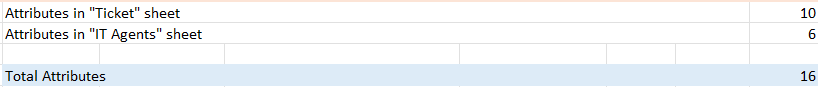 Attributes in "Ticket" sheet 10
Attributes in "IT Agents" sheet 6
Total Attributes 16